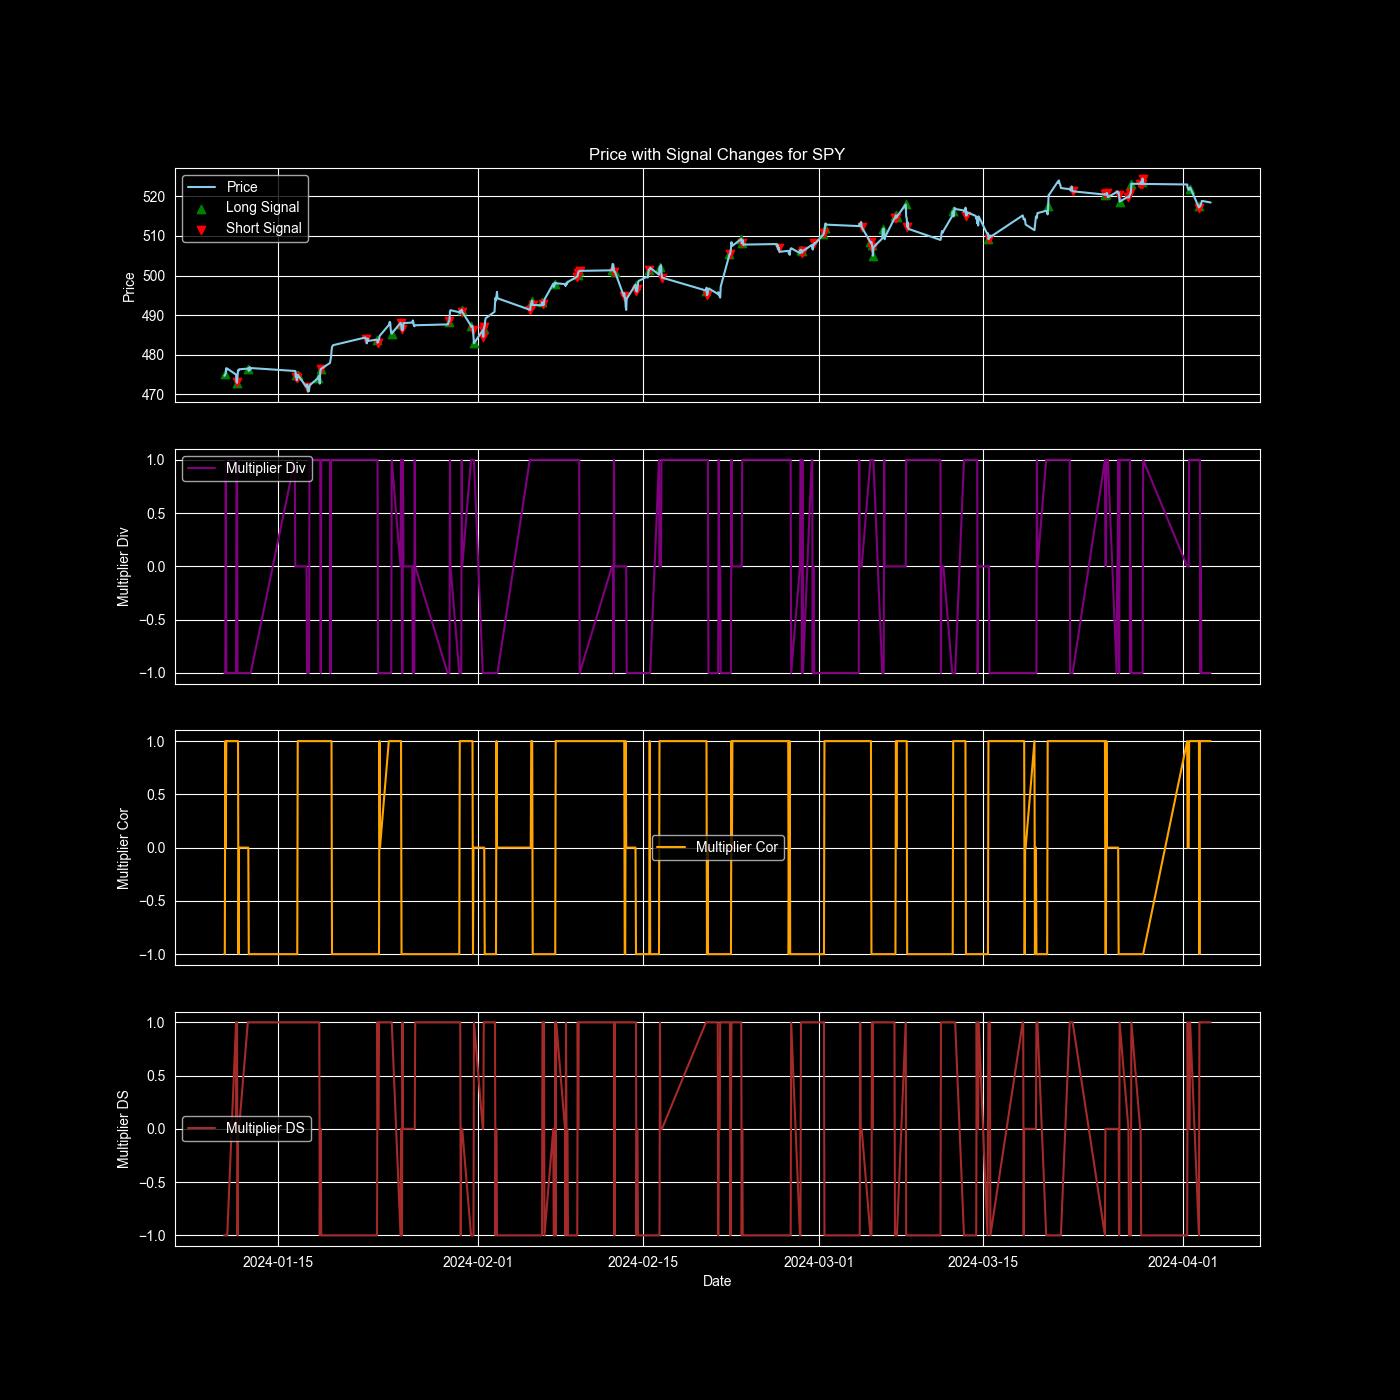 Price with Signal Changes for SPY
Price
Long Signal
Short Signal
520
510
500
490
480
470
Price
Multiplier Div
1.0
0.5
0.0
−0.5
−1.0
Multiplier Div
1.0
0.5
0.0
−0.5
−1.0
Multiplier Cor
Multiplier Cor
1.0
0.5
0.0
−0.5
−1.0
Multiplier DS
Multiplier DS
2024-01-15 2024-02-01 2024-02-15 2024-03-01 2024-03-15 2024-04-01
Date